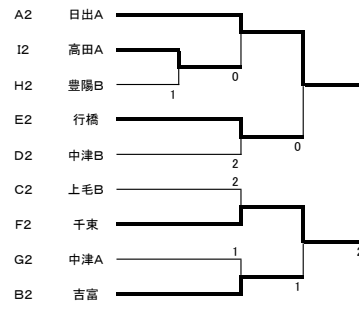 A2 日出A
I2 高田A
0
H2 豊陽B
1
E2 行橋
0
D2 中津B
2
C2 上毛B
2
F2 千束
2
G2 中津A
1
1
B2 吉富